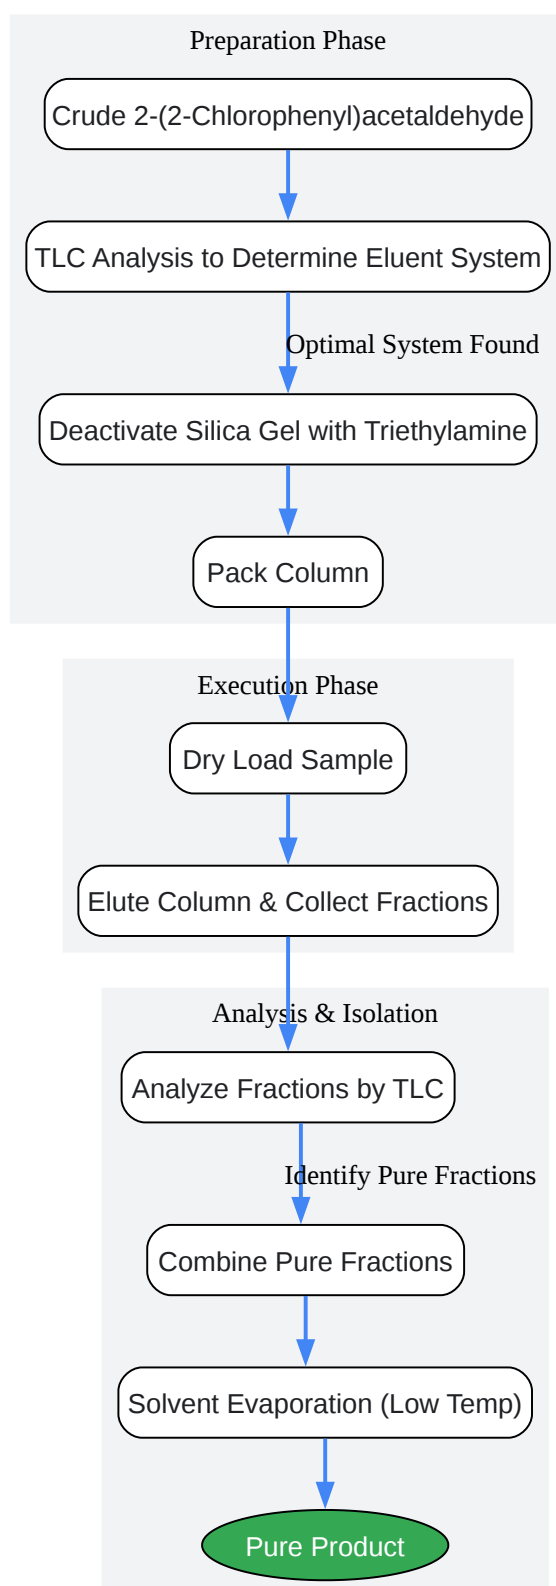 Preparation Phase
Crude 2-(2-Chlorophenyl)acetaldehyde
TLC Analysis to Determine Eluent System
Optimal System Found
Deactivate Silica Gel with Triethylamine
Pack Column
Execution Phase
Dry Load Sample
Elute Column & Collect Fractions
Analysis & Isolation
Analyze Fractions by TLC
Identify Pure Fractions
Combine Pure Fractions
Solvent Evaporation (Low Temp)
Pure Product